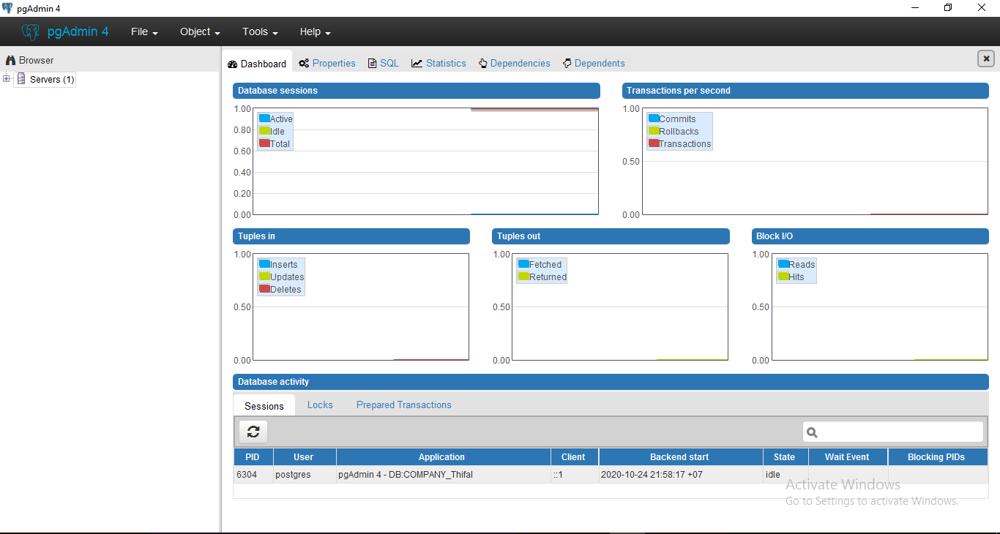 pgAdmin 4
pgAdmin 4 File Object Tools Help
Browser
Servers (1)
Dashboard Properties SQL Statistics Dependencies Dependents
Database sessions
1.00
0.80
0.60
0.40
0.20
0.00
Active
Idle
Total
Transactions per second
1.00
0.50
0.00
Commits
Rollbacks
Transactions
Tuples in
1.00
0.50
0.00
Inserts
Updates
Deletes
Tuples out
1.00
0.50
0.00
Fetched
Returned
Block I/O
1.00
0.50
0.00
Reads
Hits
Database activity
Sessions Locks Prepared Transactions
PID User Application Client Backend start State Wait Event Blocking PIDs
6304 postgres pgAdmin 4 - DB:COMPANY_Thifal ::1 2020-10-24 21:58:17 +07 idle
Activate Windows
Go to Settings to activate Windows.